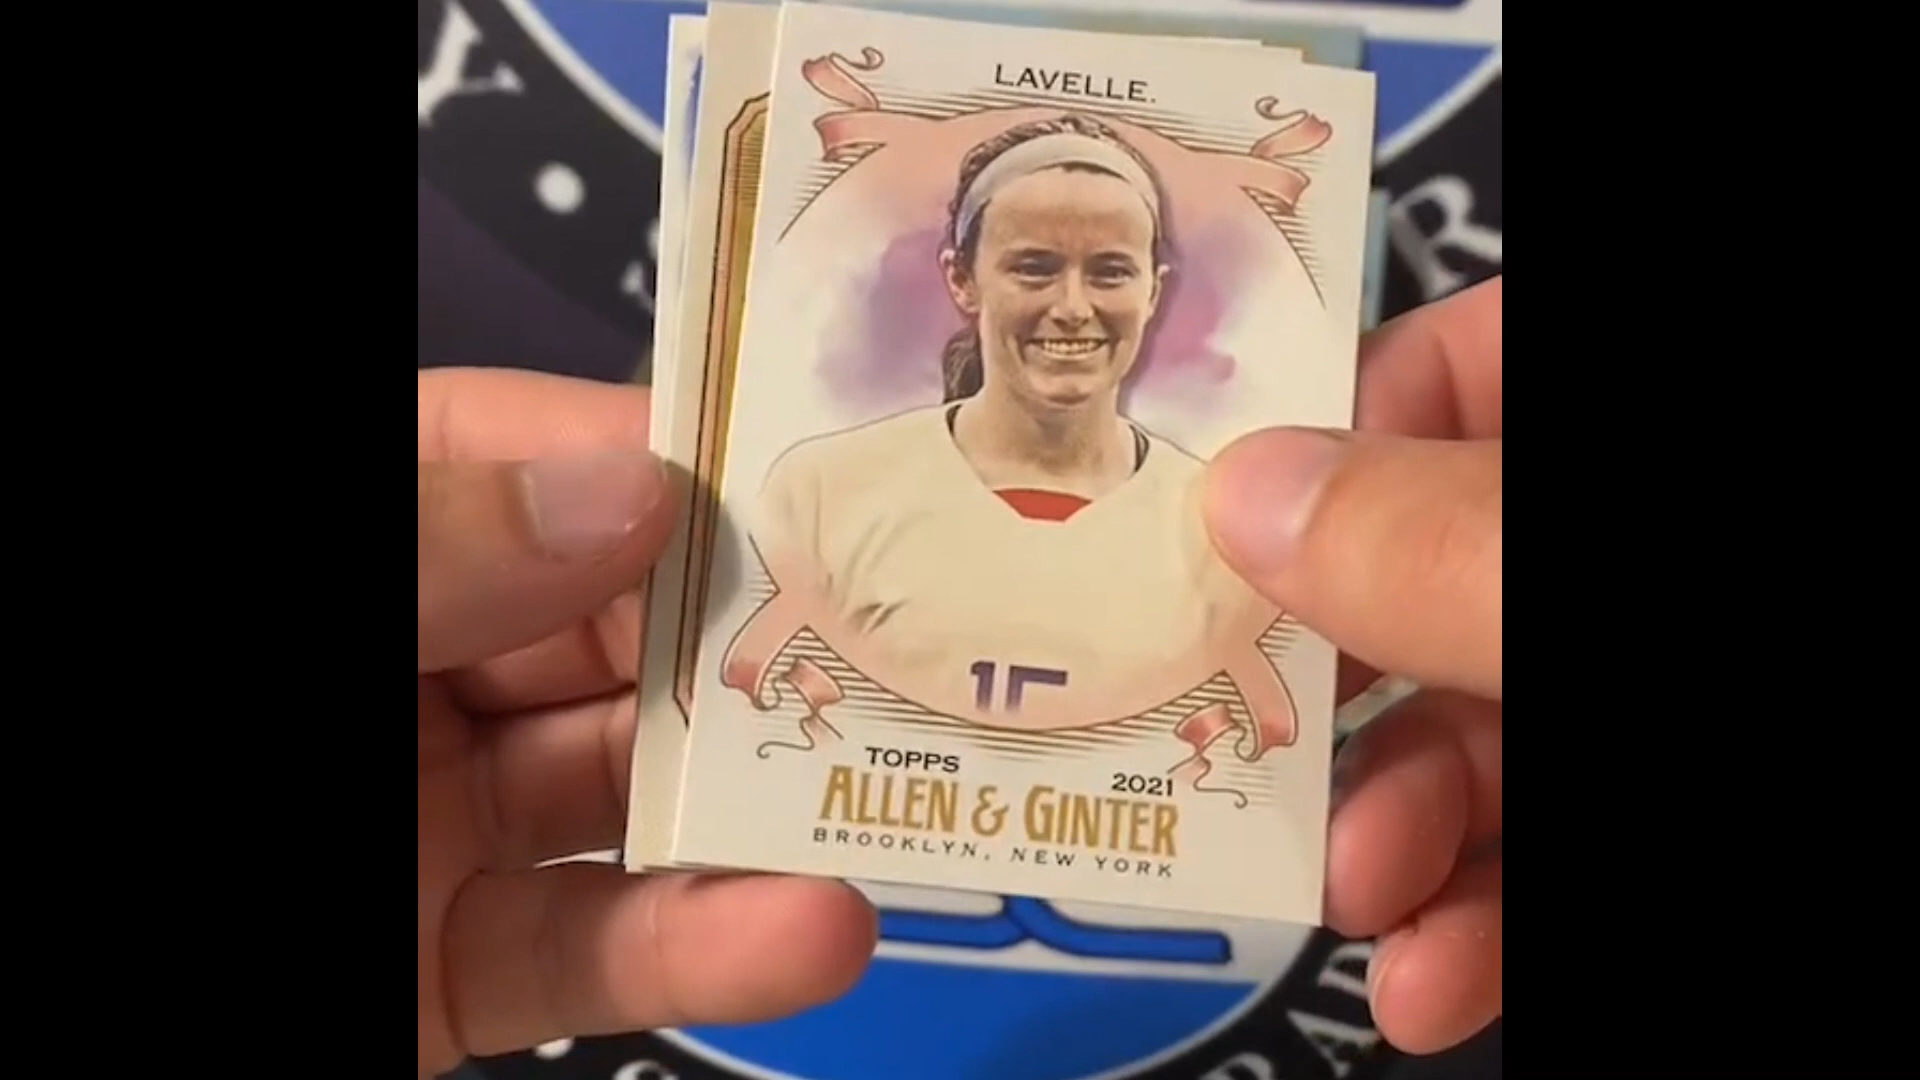 LAVELLE.
15
TOPPS
2021
ALLEN & GINTER
BROOKLYN, NEW YORK